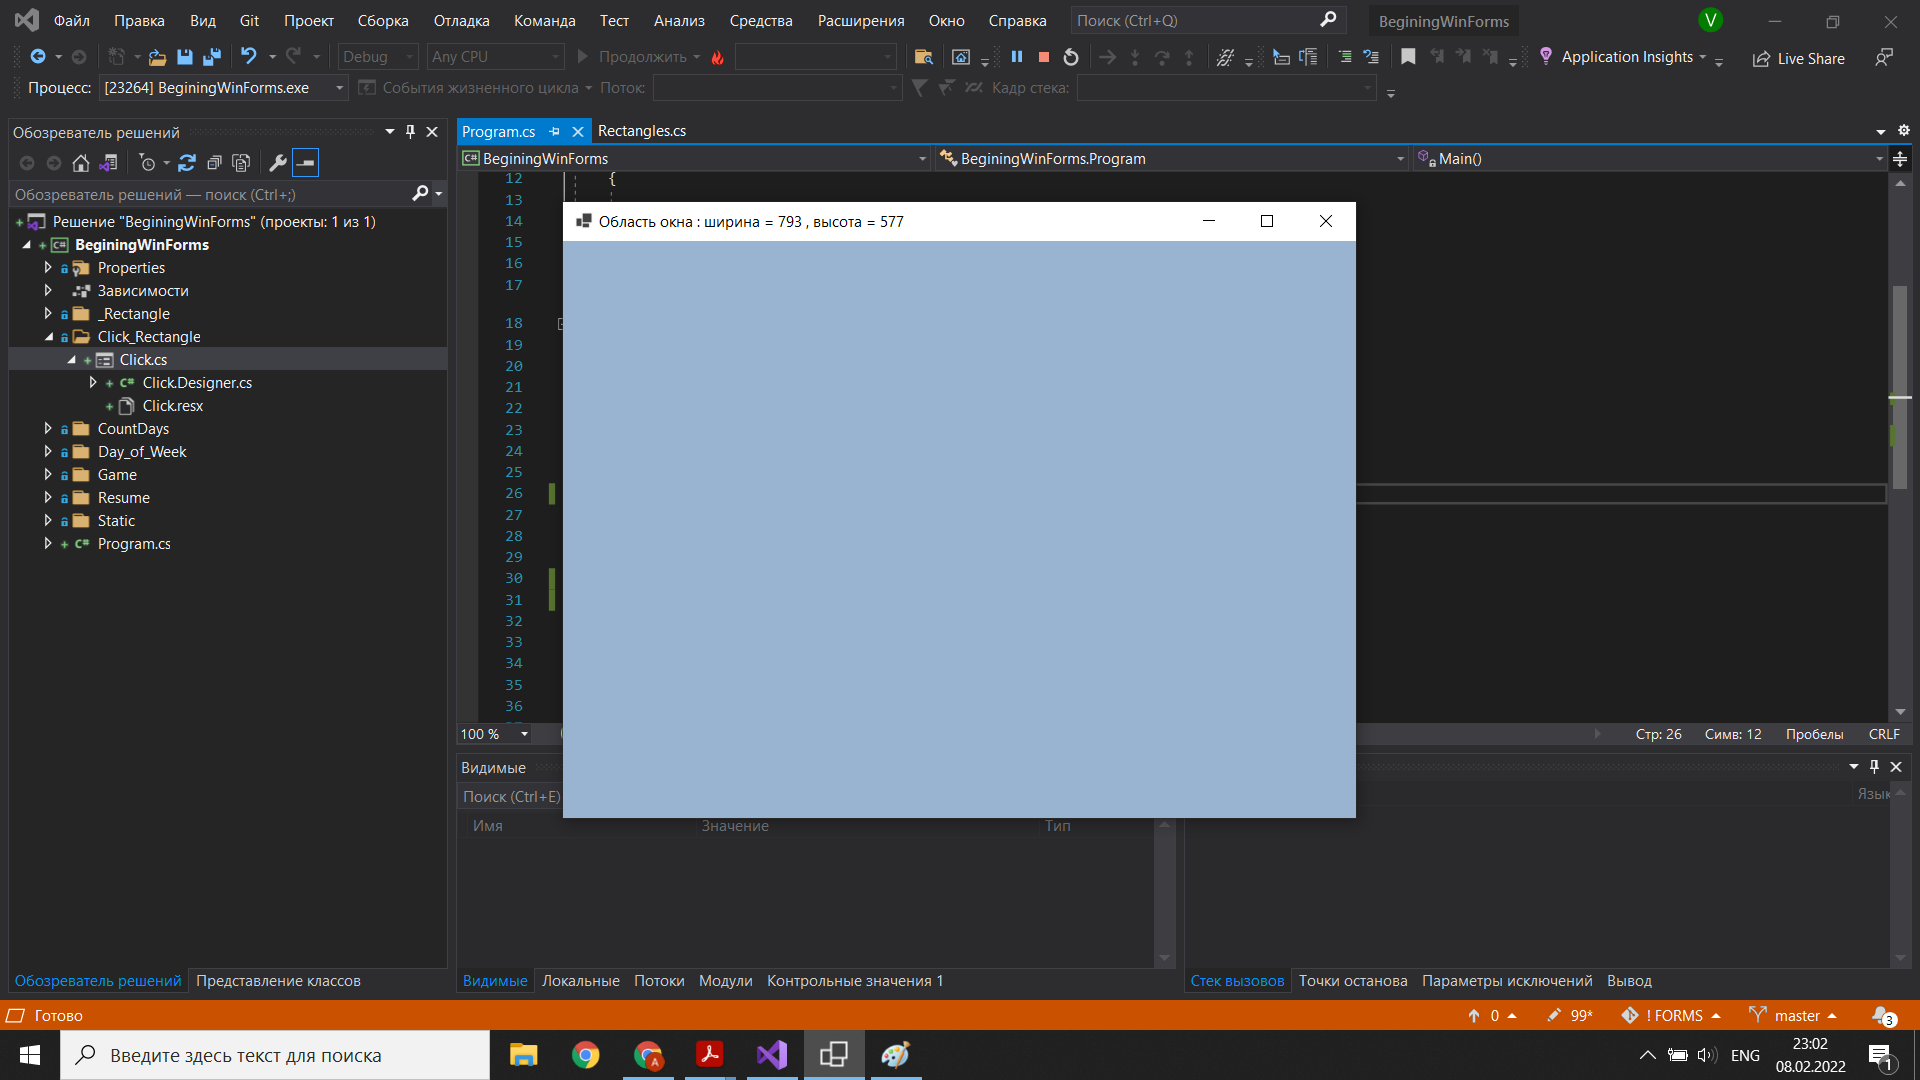 Файл Правка Вид Git Проект Сборка Отладка Команда Тест Анализ Средства Расширения Окно Справка Поиск (Ctrl+Q) BeginingWinForms V
Debug Any CPU Продолжить Application Insights Live Share
Процесс: [23264] BeginingWinForms.exe События жизненного цикла Поток: Кадр стека:
Обозреватель решений
Обозреватель решений — поиск (Ctrl+;)
Решение "BeginingWinForms" (проекты: 1 из 1)
BeginingWinForms
Properties
Зависимости
_Rectangle
Click_Rectangle
Click.cs
Click.Designer.cs
Click.resx
CountDays
Day_of_Week
Game
Resume
Static
Program.cs
Обозреватель решений Представление классов
Program.cs Rectangles.cs
BeginingWinForms BeginingWinForms.Program Main()
12 {
13
14
15
16
17
18
19
20
21
22
23
24
25
26
27
28
29
30
31
32
33
34
35
36
Область окна : ширина = 793 , высота = 577
100 % Стр: 26 Симв: 12 Пробелы CRLF
Видимые
Поиск (Ctrl+E)
Имя Значение Тип
Язык
Видимые Локальные Потоки Модули Контрольные значения 1
Стек вызовов Точки останова Параметры исключений Вывод
Готово 0 99* ! FORMS master 3
Введите здесь текст для поиска A ENG 23:02
08.02.2022 1